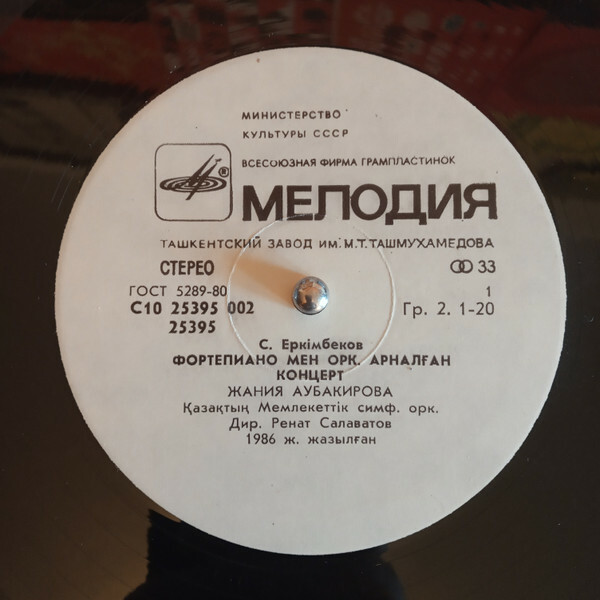 МИНИСТЕРСТВО
КУЛЬТУРЫ СССР
ВСЕСОЮЗНАЯ ФИРМА ГРАМПЛАСТИНОК
®
МЕЛОДИЯ
ТАШКЕНТСКИЙ ЗАВОД ИМ. М.Т. ТАШМУХАМЕДОВА
СТЕРЕО 33
ГОСТ 5289-80 1
С10 25395 002 Гр. 2. 1-20
25395
С. Еркімбеков
ФОРТЕПИАНО МЕН ОРК. АРНАЛҒАН
КОНЦЕРТ
ЖАНИЯ АУБАКИРОВА
Қазақтың Мемлекеттік симф. орк.
Дир. Ренат Салаватов
1986 ж. жазылған